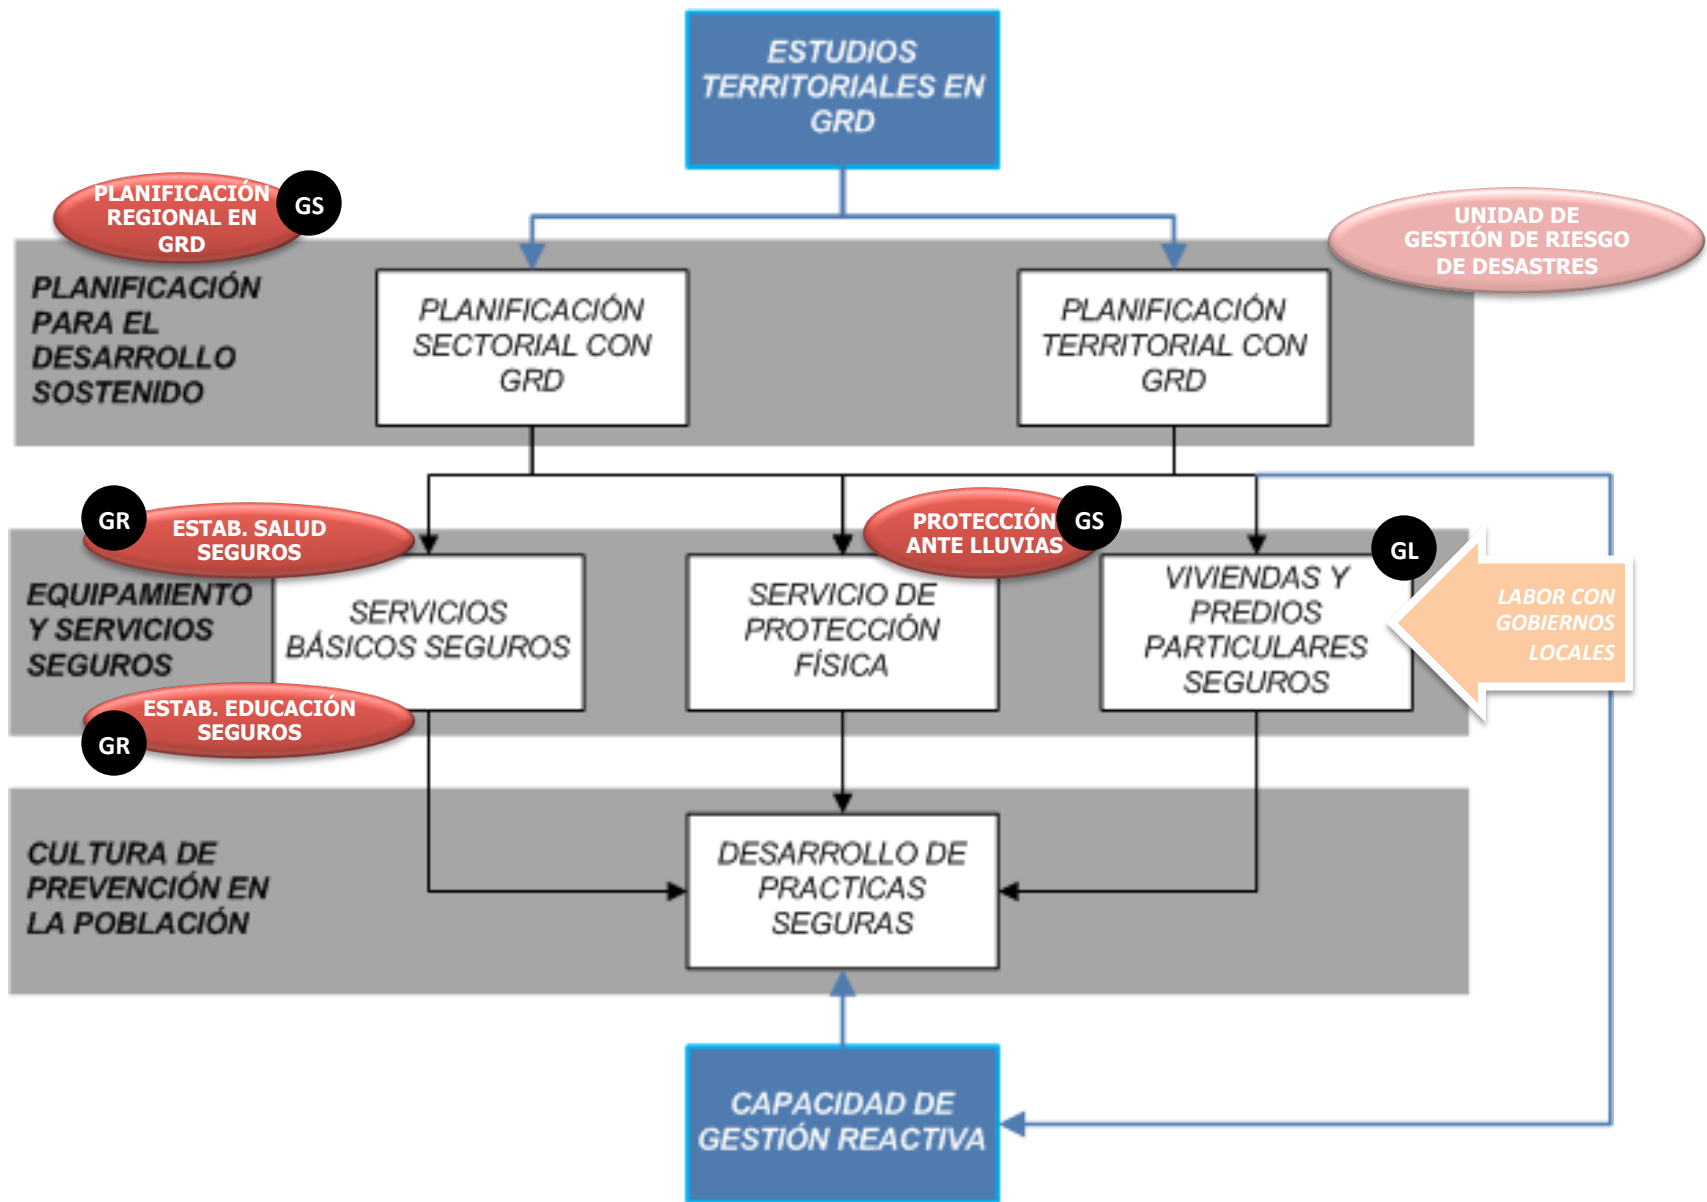 ESTUDIOS
TERRITORIALES EN
GRD
PLANIFICACIÓN
REGIONAL EN
GRD
GS
UNIDAD DE
GESTIÓN DE RIESGO
DE DESASTRES
PLANIFICACIÓN
PARA EL
DESARROLLO
SOSTENIDO
PLANIFICACIÓN
SECTORIAL CON
GRD
PLANIFICACIÓN
TERRITORIAL CON
GRD
GR
ESTAB. SALUD
SEGUROS
PROTECCIÓN
ANTE LLUVIAS
GS
GL
EQUIPAMIENTO
Y SERVICIOS
SEGUROS
SERVICIOS
BÁSICOS SEGUROS
SERVICIO DE
PROTECCIÓN
FÍSICA
VIVIENDAS Y
PREDIOS
PARTICULARES
SEGUROS
LABOR CON
GOBIERNOS
LOCALES
ESTAB. EDUCACIÓN
SEGUROS
GR
CULTURA DE
PREVENCIÓN EN
LA POBLACIÓN
DESARROLLO DE
PRACTICAS
SEGURAS
CAPACIDAD DE
GESTIÓN REACTIVA